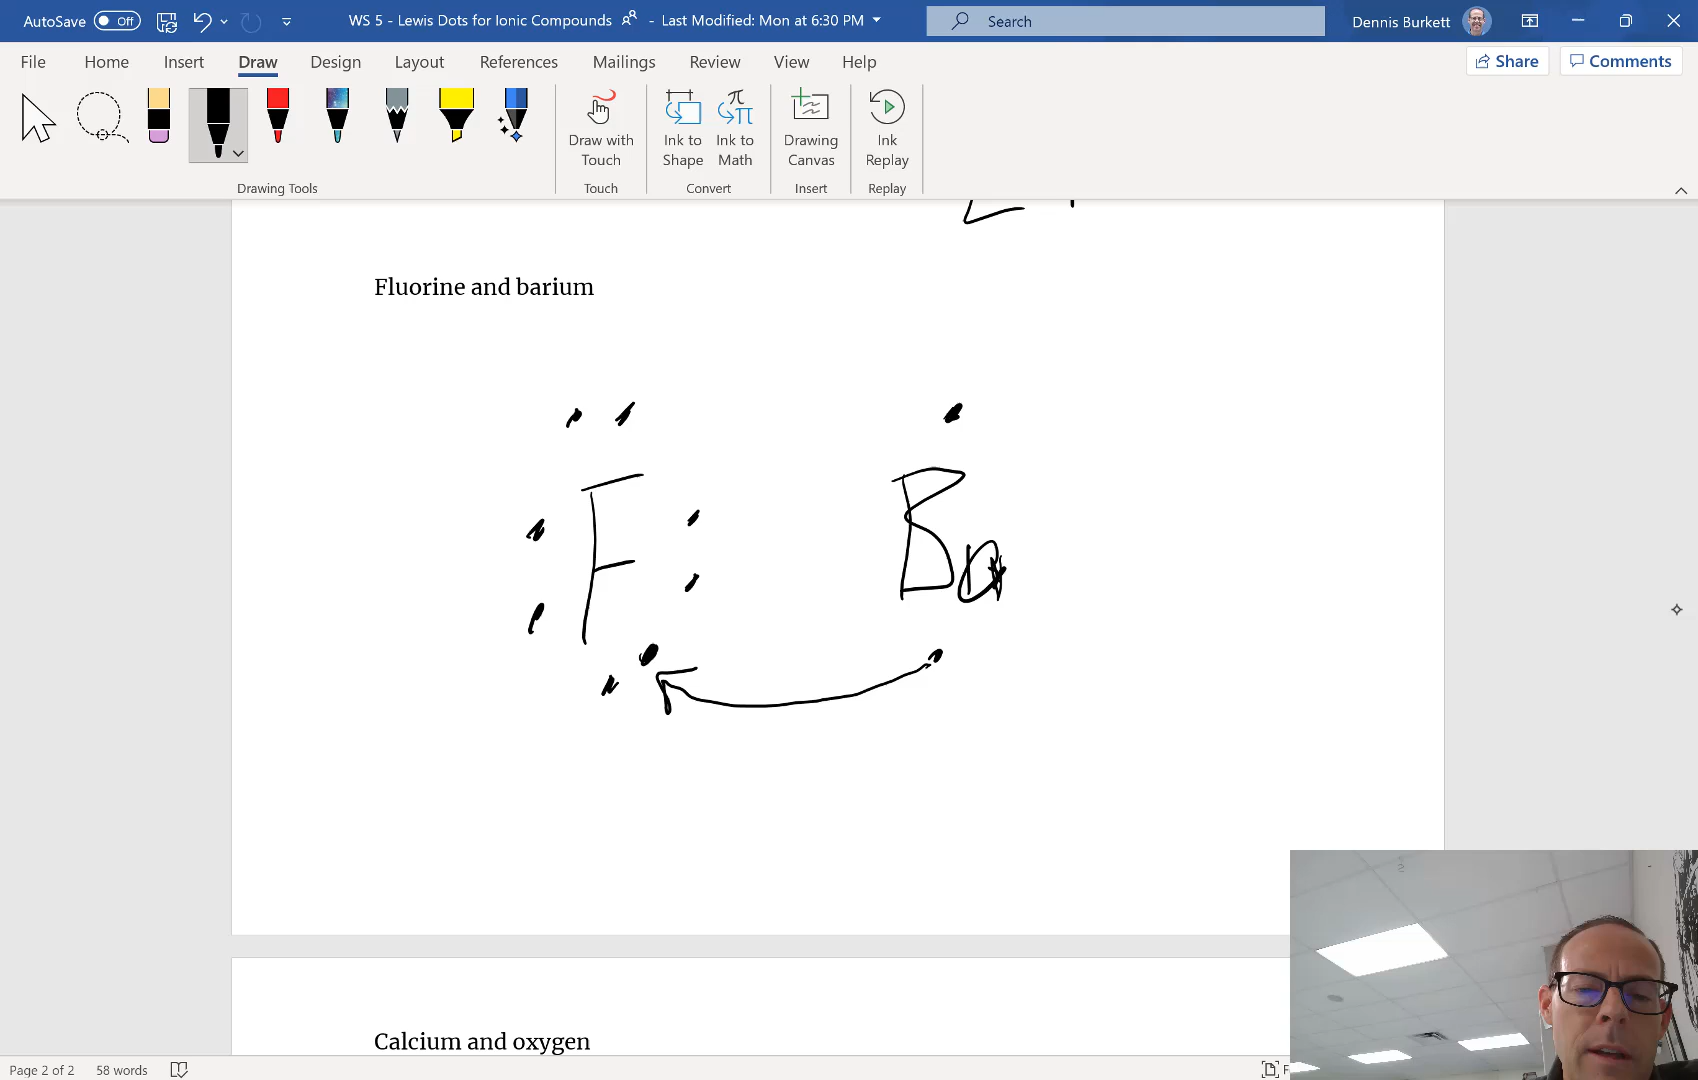 AutoSave Off WS 5 - Lewis Dots for Ionic Compounds - Last Modified: Mon at 6:30 PM Search Dennis Burkett
File Home Insert Draw Design Layout References Mailings Review View Help Share Comments
Draw with Touch
Ink to Shape
Ink to Math
Drawing Canvas
Ink Replay
Drawing Tools Touch Convert Insert Replay
Fluorine and barium
F Ba
Calcium and oxygen
Page 2 of 2 58 words